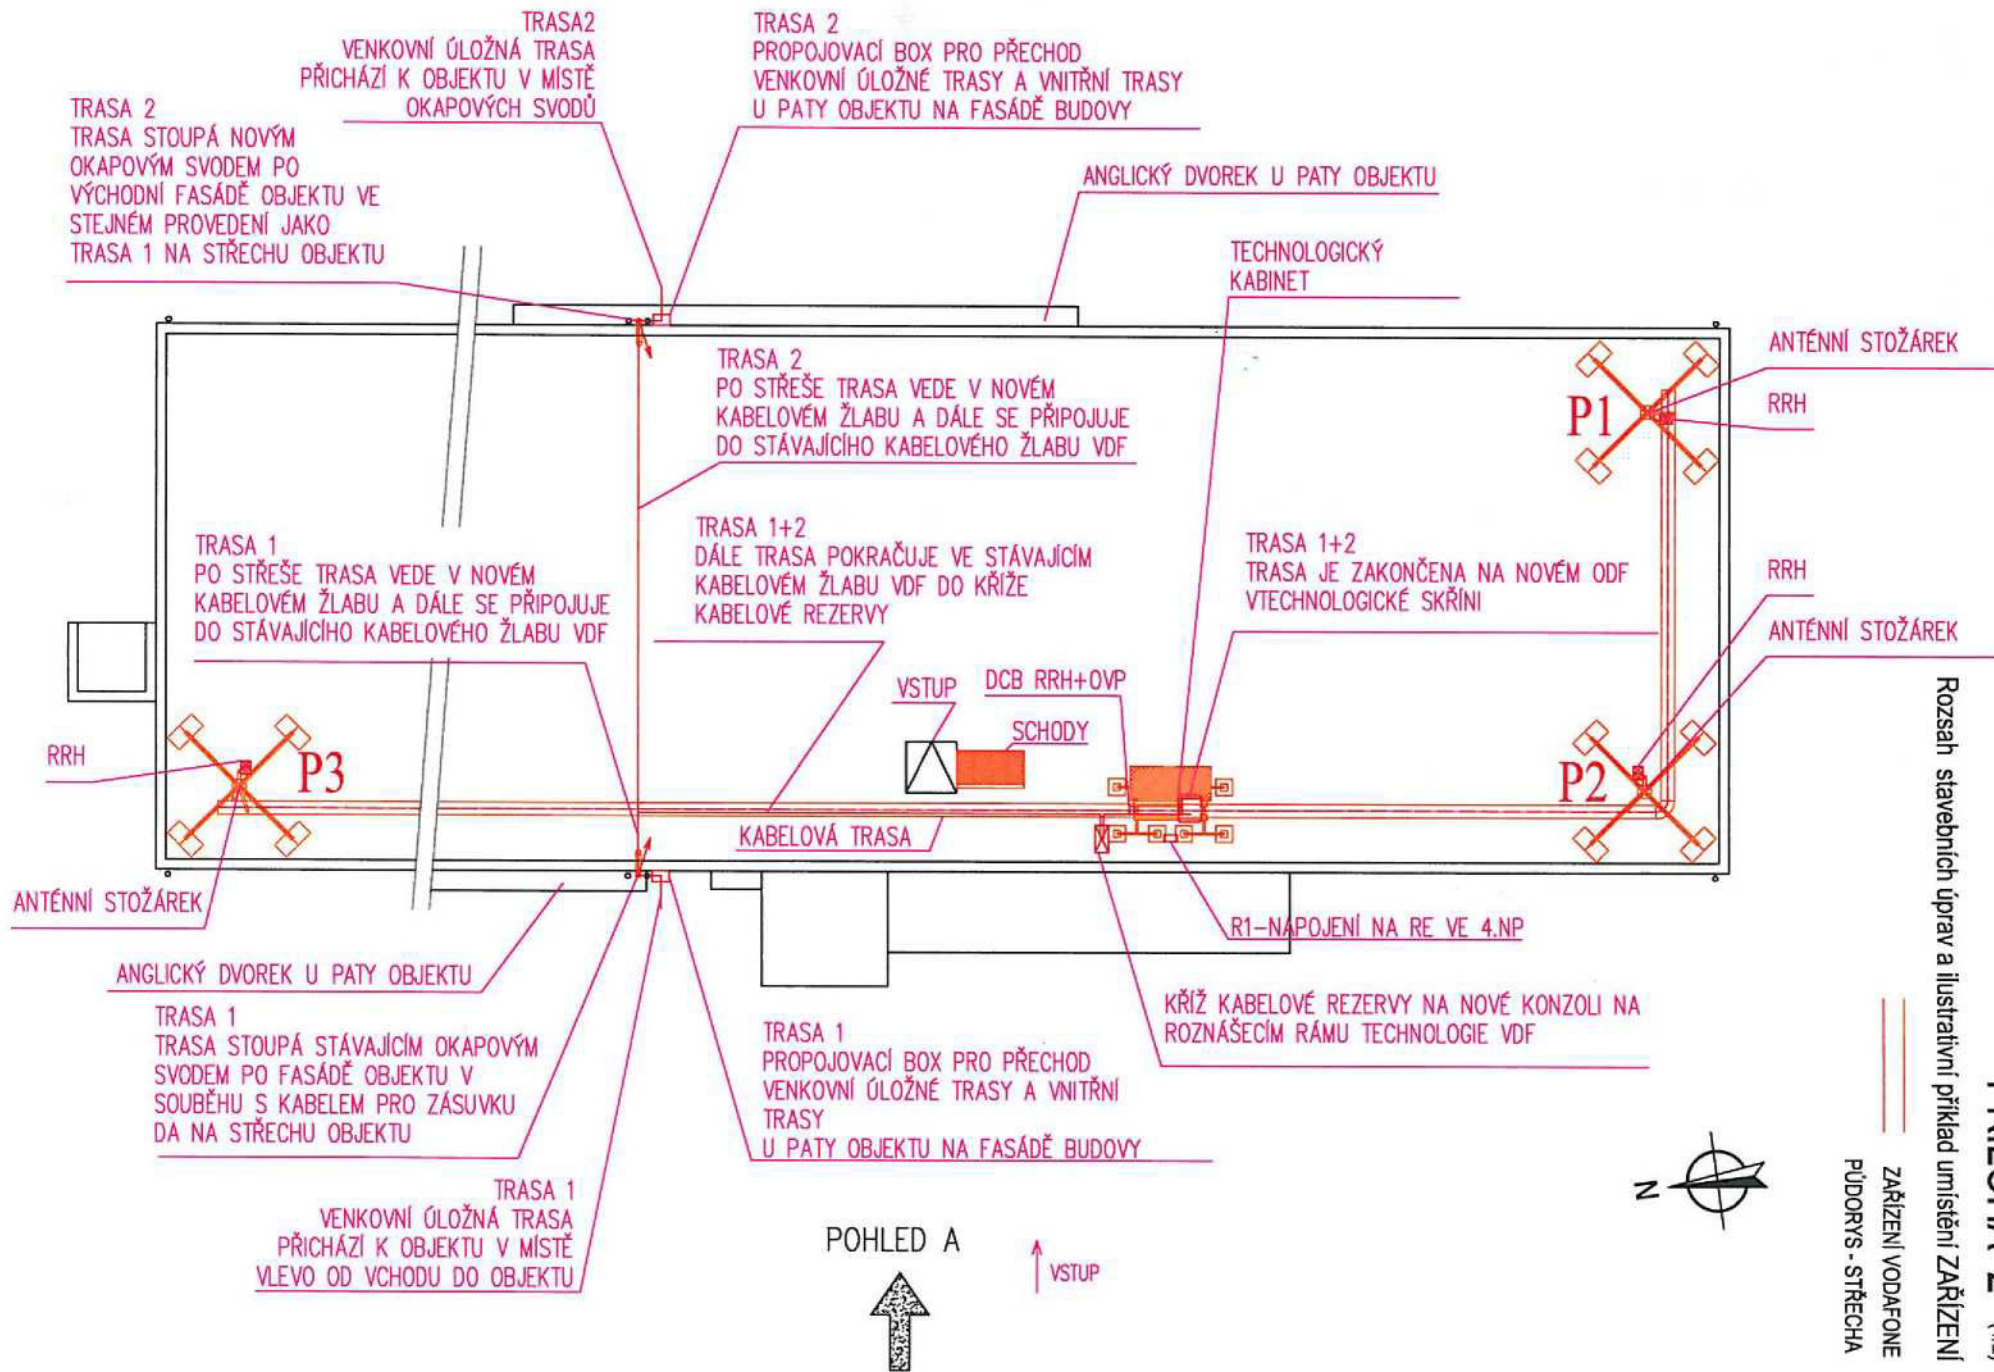 TRASA2
VENKOVNÍ ÚLOŽNÁ TRASA
PŘICHÁZÍ K OBJEKTU V MÍSTĚ
OKAPOVÝCH SVODŮ
TRASA 2
PROPOJOVACÍ BOX PRO PŘECHOD
VENKOVNÍ ÚLOŽNÉ TRASY A VNITŘNÍ TRASY
U PATY OBJEKTU NA FASÁDĚ BUDOVY
TRASA 2
TRASA STOUPÁ NOVÝM
OKAPOVÝM SVODEM PO
VÝCHODNÍ FASÁDĚ OBJEKTU VE
STEJNÉM PROVEDENÍ JAKO
TRASA 1 NA STŘECHU OBJEKTU
ANGLICKÝ DVOREK U PATY OBJEKTU
TECHNOLOGICKÝ
KABINET
ANTÉNNÍ STOŽÁREK
RRH
P1
TRASA 2
PO STŘEŠE TRASA VEDE V NOVÉM
KABELOVÉM ŽLABU A DÁLE SE PŘIPOJUJE
DO STÁVAJÍCÍHO KABELOVÉHO ŽLABU VDF
TRASA 1
PO STŘEŠE TRASA VEDE V NOVÉM
KABELOVÉM ŽLABU A DÁLE SE PŘIPOJUJE
DO STÁVAJÍCÍHO KABELOVÉHO ŽLABU VDF
TRASA 1+2
DÁLE TRASA POKRAČUJE VE STÁVAJÍCÍM
KABELOVÉM ŽLABU VDF DO KŘÍŽE
KABELOVÉ REZERVY
TRASA 1+2
TRASA JE ZAKONČENA NA NOVÉM ODF
VTECHNOLOGICKÉ SKŘÍNI
RRH
ANTÉNNÍ STOŽÁREK
VSTUP
DCB RRH+OVP
SCHODY
RRH
P3
P2
KABELOVÁ TRASA
ANTÉNNÍ STOŽÁREK
R1-NAPOJENÍ NA RE VE 4.NP
ANGLICKÝ DVOREK U PATY OBJEKTU
TRASA 1
TRASA STOUPÁ STÁVAJÍCÍM OKAPOVÝM
SVODEM PO FASÁDĚ OBJEKTU V
SOUBĚHU S KABELEM PRO ZÁSUVKU
DA NA STŘECHU OBJEKTU
TRASA 1
PROPOJOVACÍ BOX PRO PŘECHOD
VENKOVNÍ ÚLOŽNÉ TRASY A VNITŘNÍ
TRASY
U PATY OBJEKTU NA FASÁDĚ BUDOVY
KŘÍŽ KABELOVÉ REZERVY NA NOVÉ KONZOLI NA
ROZNÁŠECÍM RÁMU TECHNOLOGIE VDF
TRASA 1
VENKOVNÍ ÚLOŽNÁ TRASA
PŘICHÁZÍ K OBJEKTU V MÍSTĚ
VLEVO OD VCHODU DO OBJEKTU
POHLED A
VSTUP
N
Rozsah stavebních úprav a ilustrativní příklad umístění ZAŘÍZENÍ
ZAŘÍZENÍ VODAFONE
PŮDORYS - STŘECHA